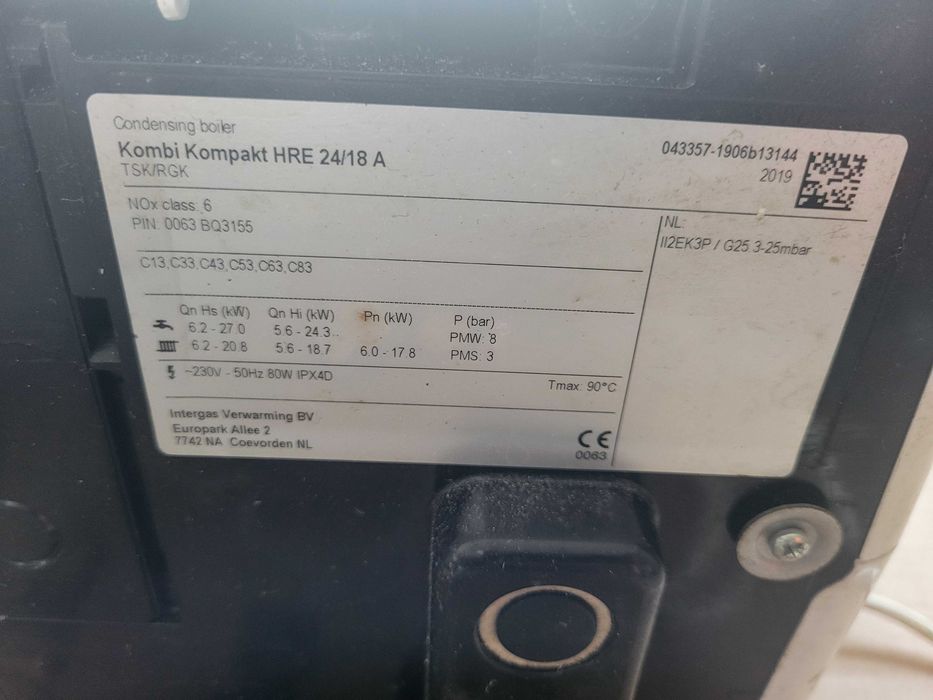 Condensing boiler
Kombi Kompakt HRE 24/18 A
TSK/RGK
043357-1906b13144
2019
NOx class: 6
PIN: 0063 BQ3155
NL:
II2EK3P / G25.3-25mbar
C13,C33,C43,C53,C63,C83
Qn Hs (kW) Qn Hi (kW) Pn (kW) P (bar)
6.2 - 27.0 5.6 - 24.3 PMW: 8
6.2 - 20.8 5.6 - 18.7 6.0 - 17.8 PMS: 3
~230V - 50Hz 80W IPX4D
Tmax: 90°C
Intergas Verwarming BV
Europark Allee 2
7742 NA Coevorden NL
CE
0063